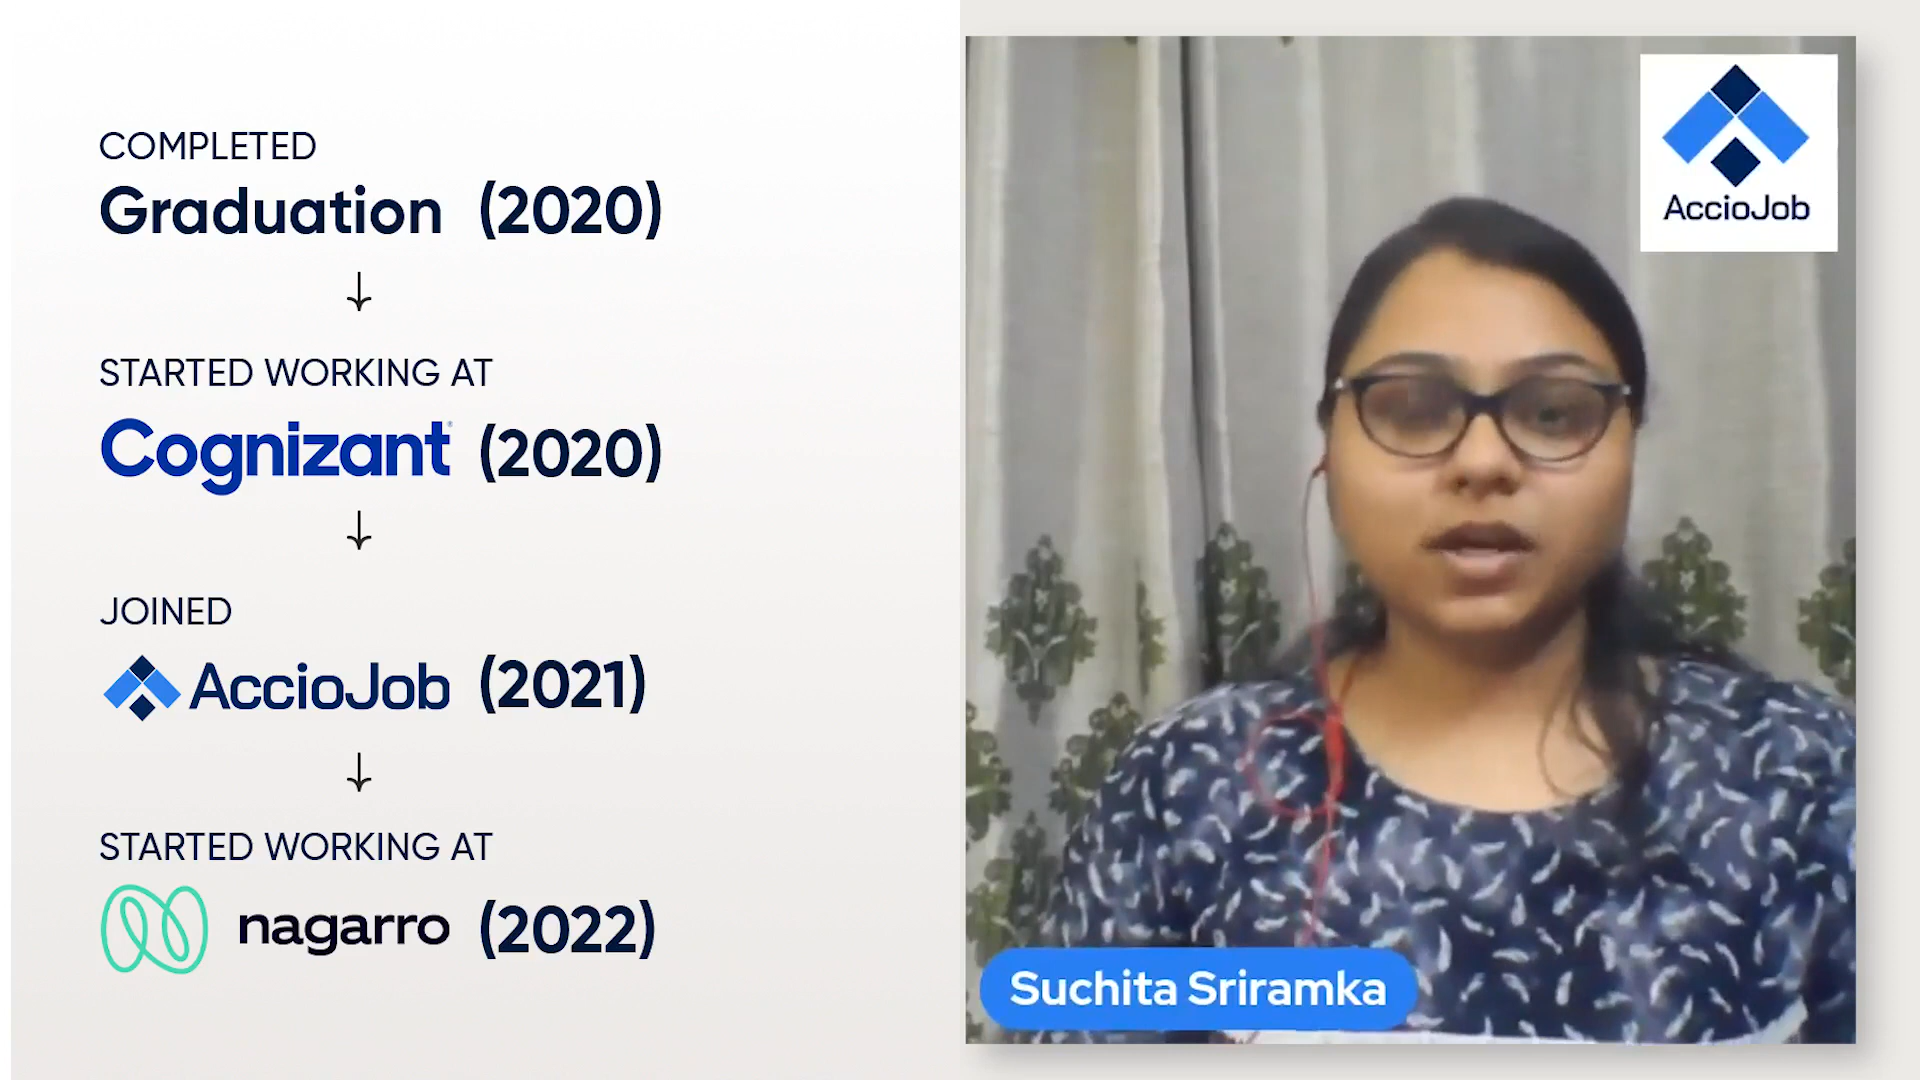 COMPLETED
Graduation (2020)
STARTED WORKING AT
Cognizant (2020)
JOINED
AccioJob (2021)
STARTED WORKING AT
nagarro (2022)
AccioJob
Suchita Sriramka